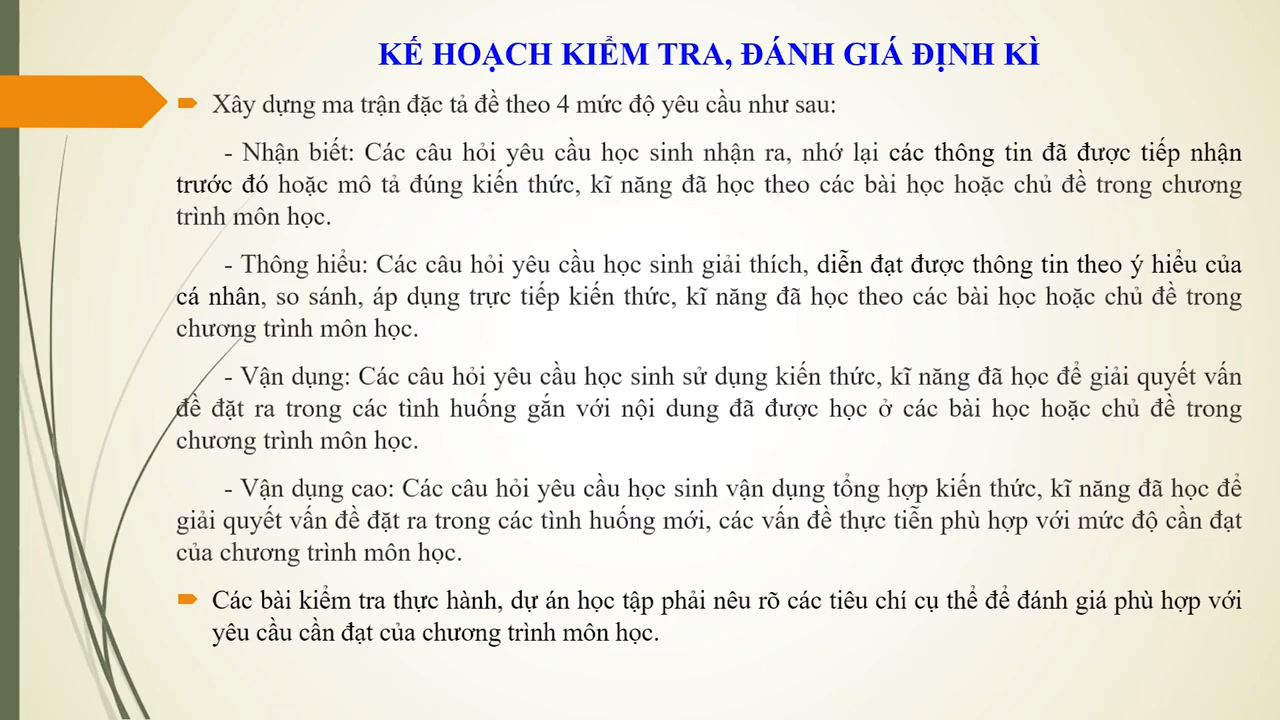 KẾ HOẠCH KIỂM TRA, ĐÁNH GIÁ ĐỊNH KÌ
Xây dựng ma trận đặc tả đề theo 4 mức độ yêu cầu như sau:
- Nhận biết: Các câu hỏi yêu cầu học sinh nhận ra, nhớ lại các thông tin đã được tiếp nhận
trước đó hoặc mô tả đúng kiến thức, kĩ năng đã học theo các bài học hoặc chủ đề trong chương
trình môn học.
- Thông hiểu: Các câu hỏi yêu cầu học sinh giải thích, diễn đạt được thông tin theo ý hiểu của
cá nhân, so sánh, áp dụng trực tiếp kiến thức, kĩ năng đã học theo các bài học hoặc chủ đề trong
chương trình môn học.
- Vận dụng: Các câu hỏi yêu cầu học sinh sử dụng kiến thức, kĩ năng đã học để giải quyết vấn
đề đặt ra trong các tình huống gắn với nội dung đã được học ở các bài học hoặc chủ đề trong
chương trình môn học.
- Vận dụng cao: Các câu hỏi yêu cầu học sinh vận dụng tổng hợp kiến thức, kĩ năng đã học để
giải quyết vấn đề đặt ra trong các tình huống mới, các vấn đề thực tiễn phù hợp với mức độ cần đạt
của chương trình môn học.
Các bài kiểm tra thực hành, dự án học tập phải nêu rõ các tiêu chí cụ thể để đánh giá phù hợp với
yêu cầu cần đạt của chương trình môn học.